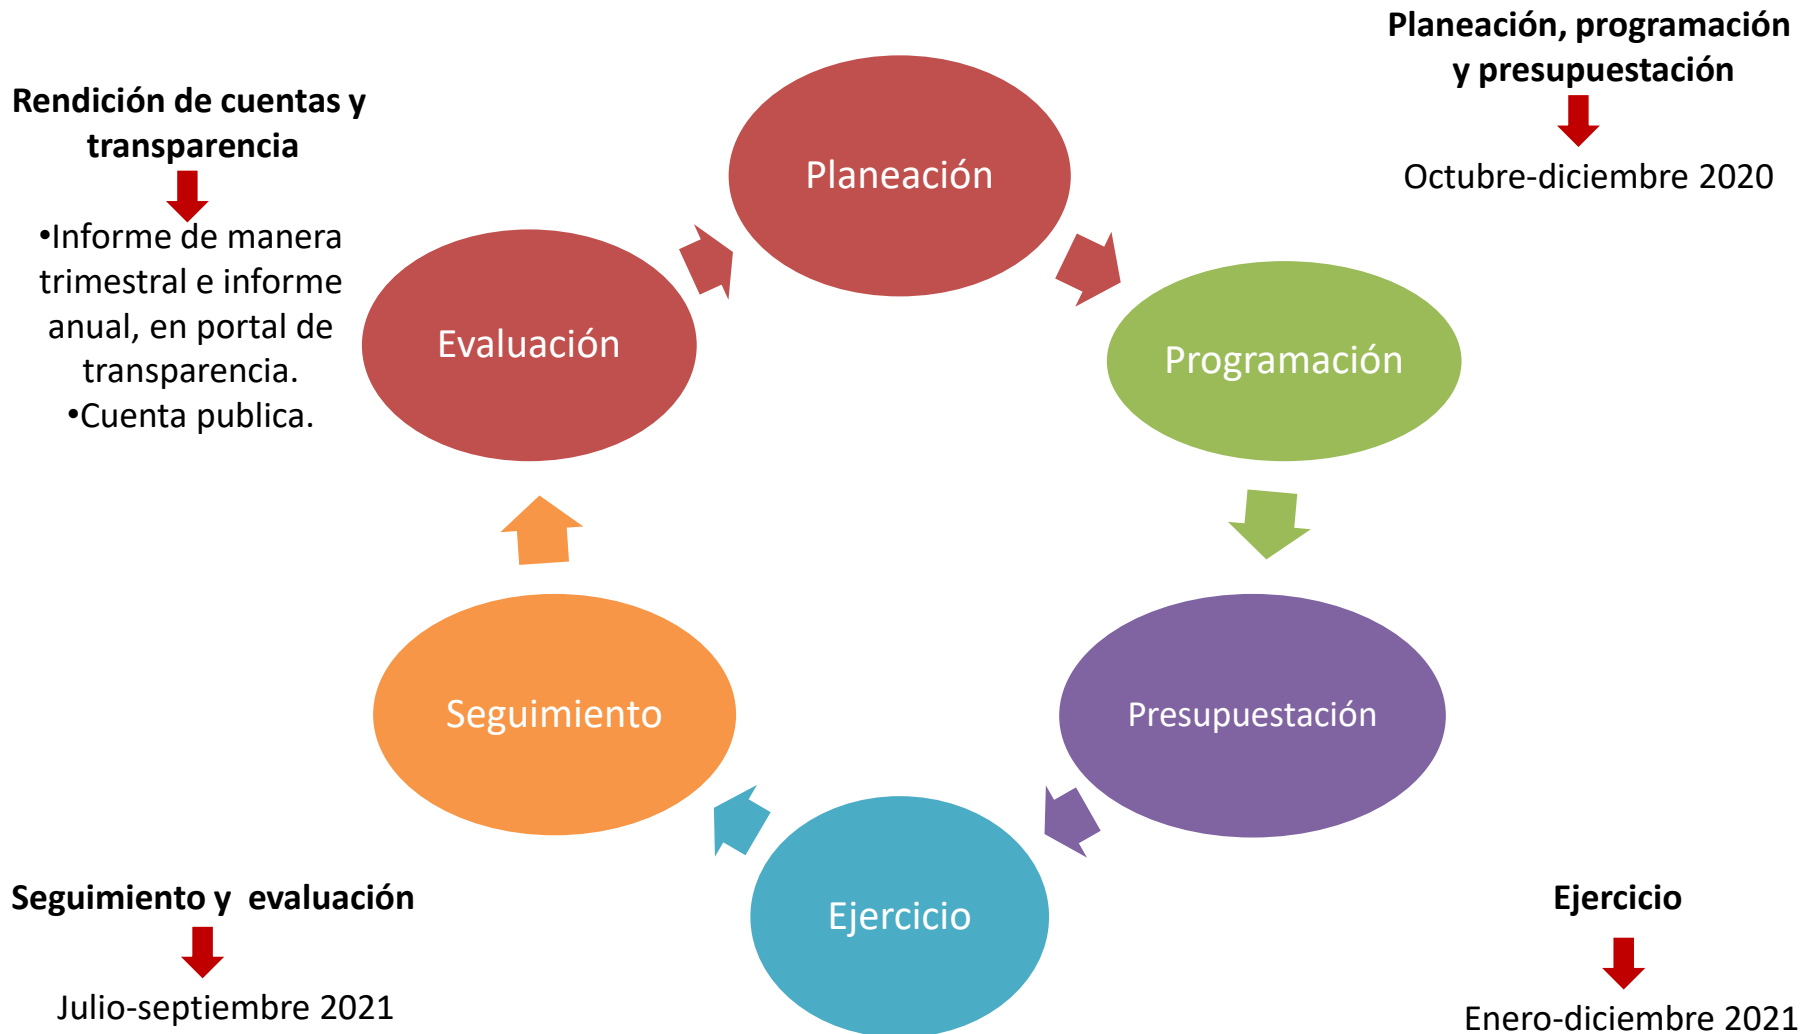 Planeación, programación
y presupuestación
Octubre-diciembre 2020
Rendición de cuentas y
transparencia
•Informe de manera
trimestral e informe
anual, en portal de
transparencia.
•Cuenta publica.
Planeación
Evaluación
Programación
Seguimiento
Presupuestación
Ejercicio
Seguimiento y  evaluación
Julio-septiembre 2021
Ejercicio
Enero-diciembre 2021